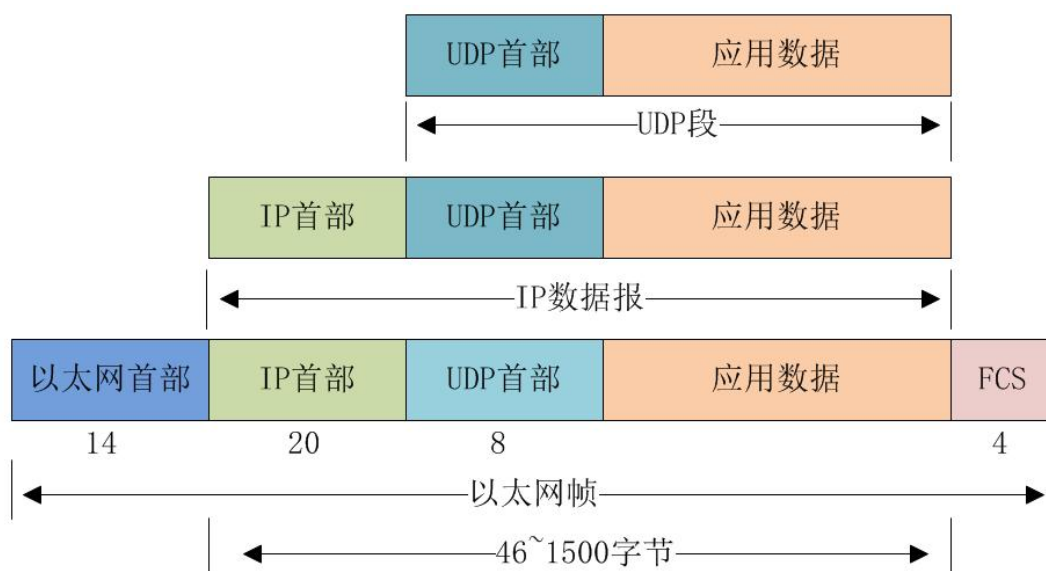 UDP首部 应用数据
UDP段
IP首部 UDP首部 应用数据
IP数据报
以太网首部 IP首部 UDP首部 应用数据 FCS
14 20 8 4
以太网帧
46~1500字节